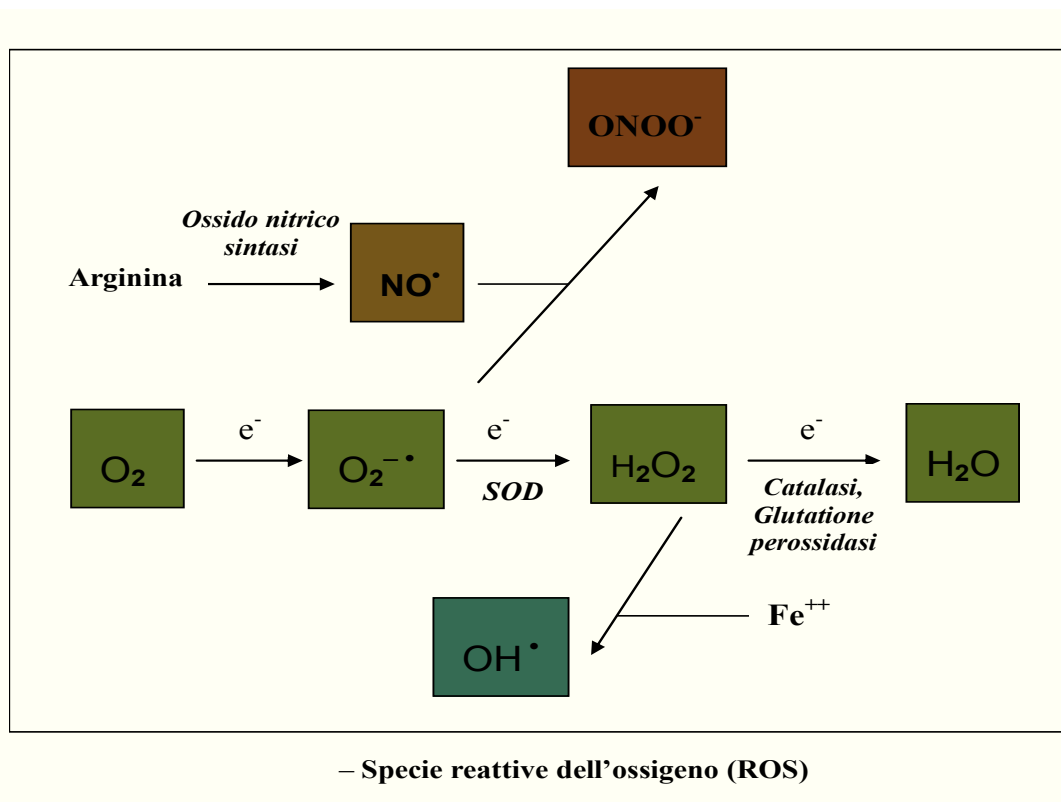 ONOO⁻
Ossido nitrico
sintasi
Arginina
NO•
O₂
e⁻
O₂⁻•
e⁻
SOD
H₂O₂
e⁻
Catalasi,
Glutatione
perossidasi
H₂O
Fe⁺⁺
OH•
– Specie reattive dell’ossigeno (ROS)